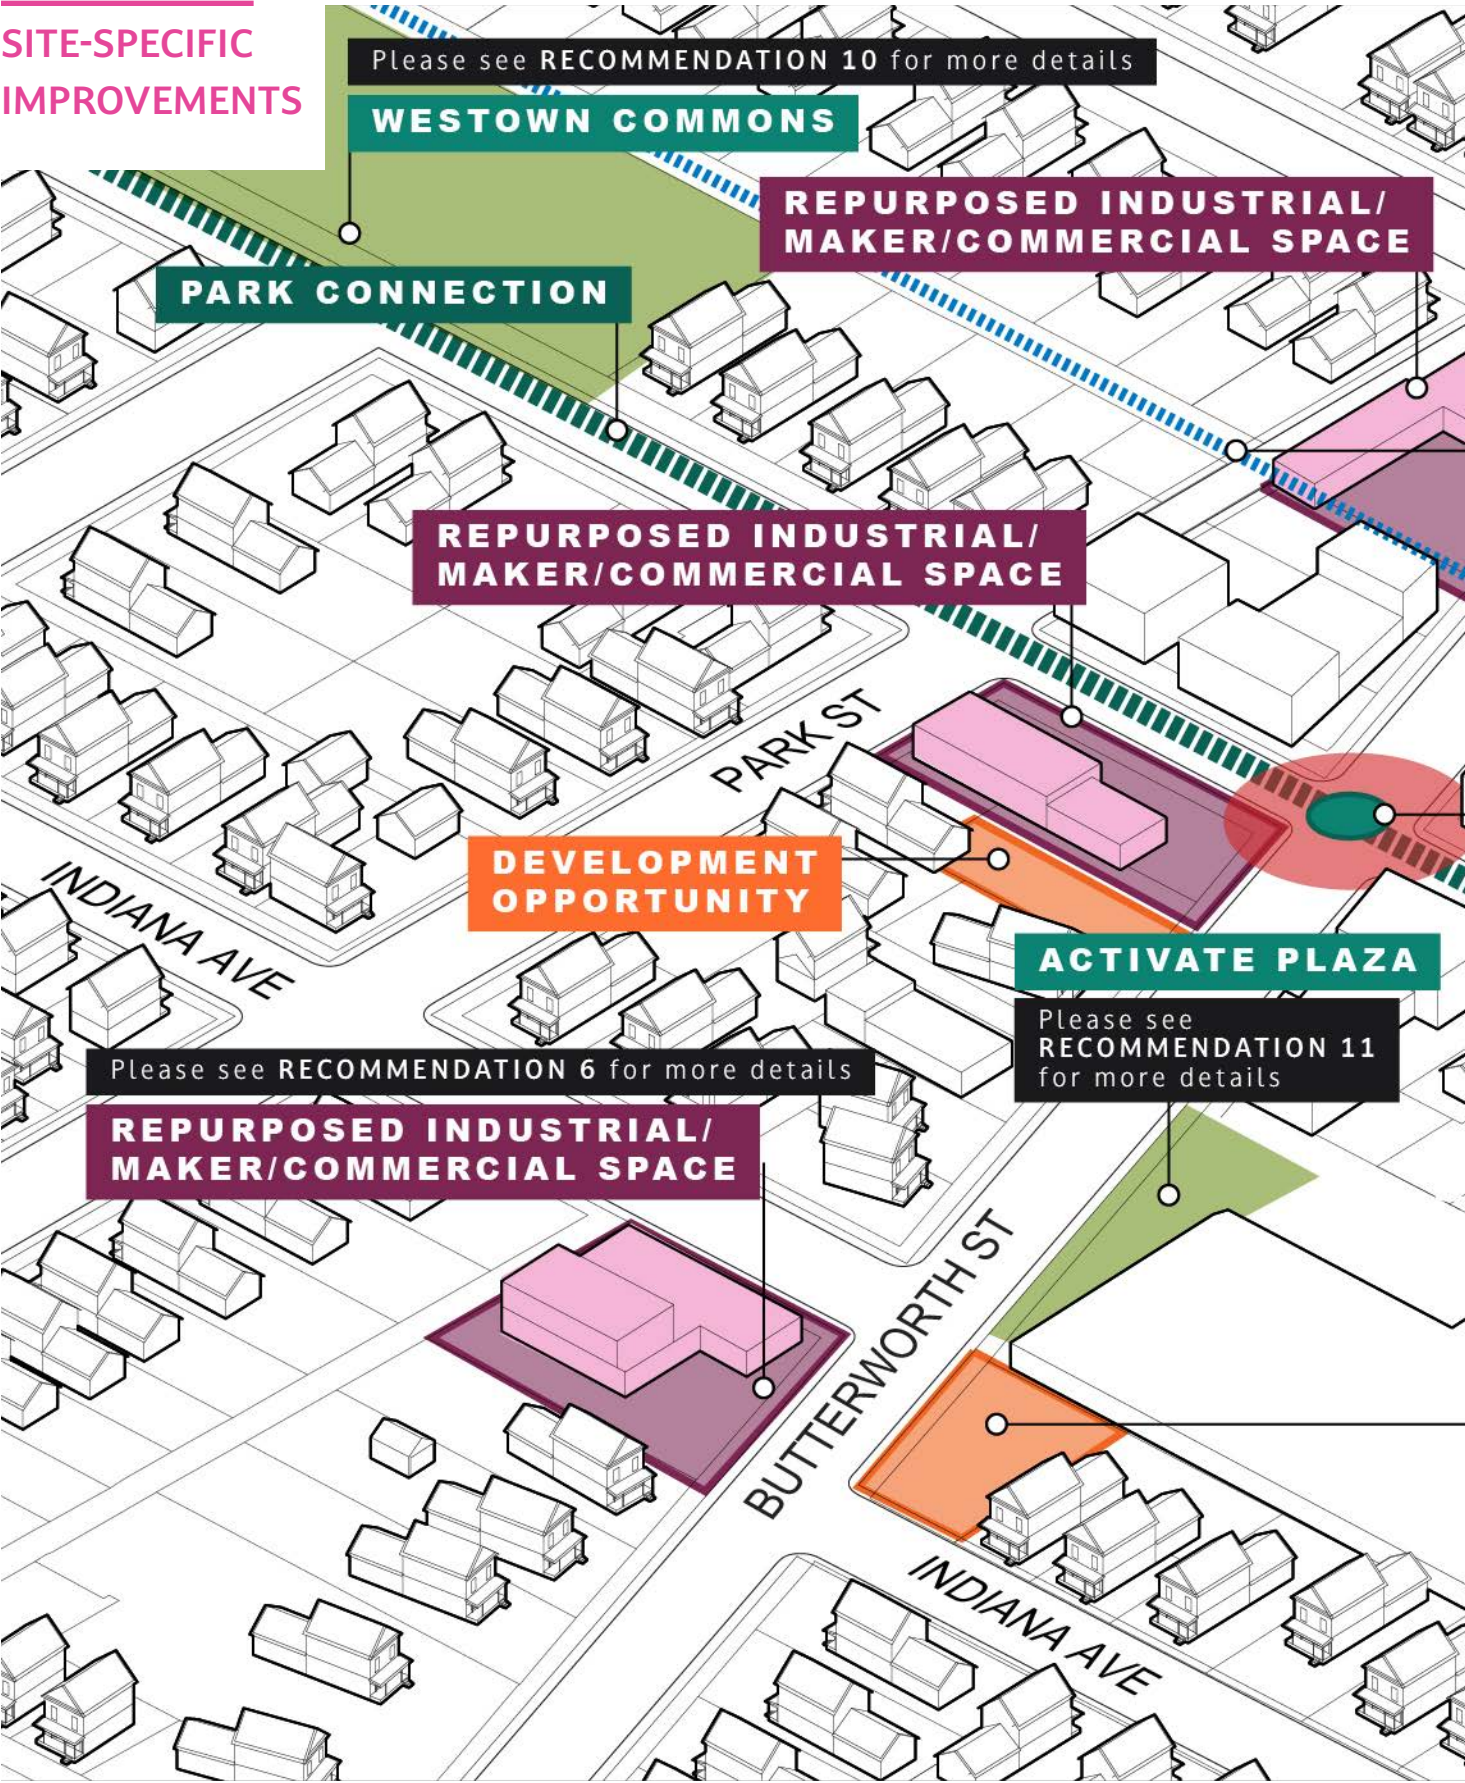 SITE-SPECIFIC
IMPROVEMENTS
Please see RECOMMENDATION 10 for more details
WESTOWN COMMONS
REPURPOSED INDUSTRIAL/
MAKER/COMMERCIAL SPACE
PARK CONNECTION
REPURPOSED INDUSTRIAL/
MAKER/COMMERCIAL SPACE
PARK ST
DEVELOPMENT
OPPORTUNITY
INDIANA AVE
ACTIVATE PLAZA
Please see
RECOMMENDATION 11
for more details
Please see RECOMMENDATION 6 for more details
REPURPOSED INDUSTRIAL/
MAKER/COMMERCIAL SPACE
BUTTERWORTH ST
INDIANA AVE